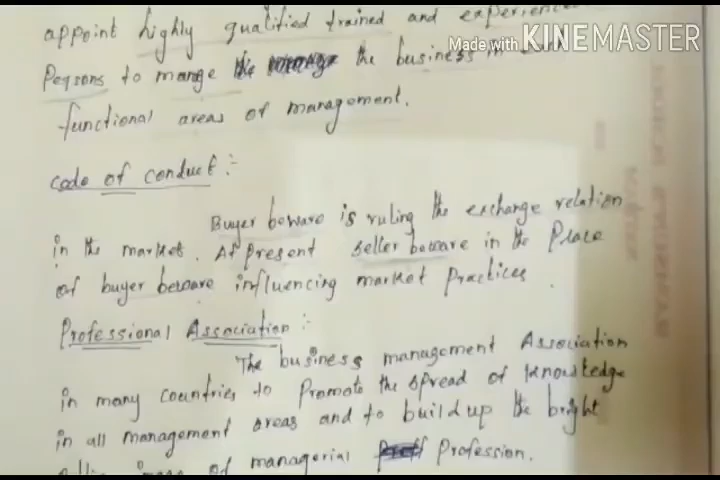 appoint highly qualified trained and
Made with KINEMASTER
Persons to mange the the business in
functional areas of management.
Code of conduct :-
Buyer beware is ruling the exchange relation
in the market. At present seller beware in the Place
of buyer beware influencing market practices.
Professional Association :-
The business management Association
in many countries to Promote the spread of knowledge
in all management areas and to build up the bright
of managerial Profession.